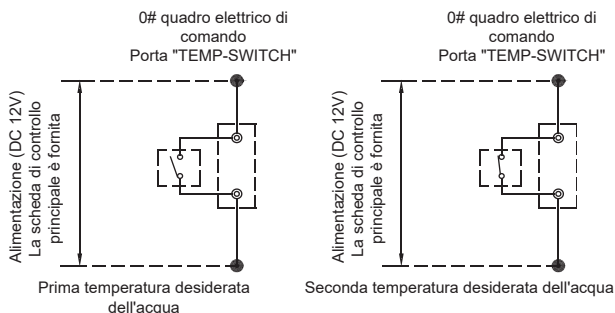 0# quadro elettrico di
comando
Porta "TEMP-SWITCH"
Alimentazione (DC 12V)
La scheda di controllo
principale è fornita
Prima temperatura desiderata
dell'acqua
0# quadro elettrico di
comando
Porta "TEMP-SWITCH"
Alimentazione (DC 12V)
La scheda di controllo
principale è fornita
Seconda temperatura desiderata dell'acqua